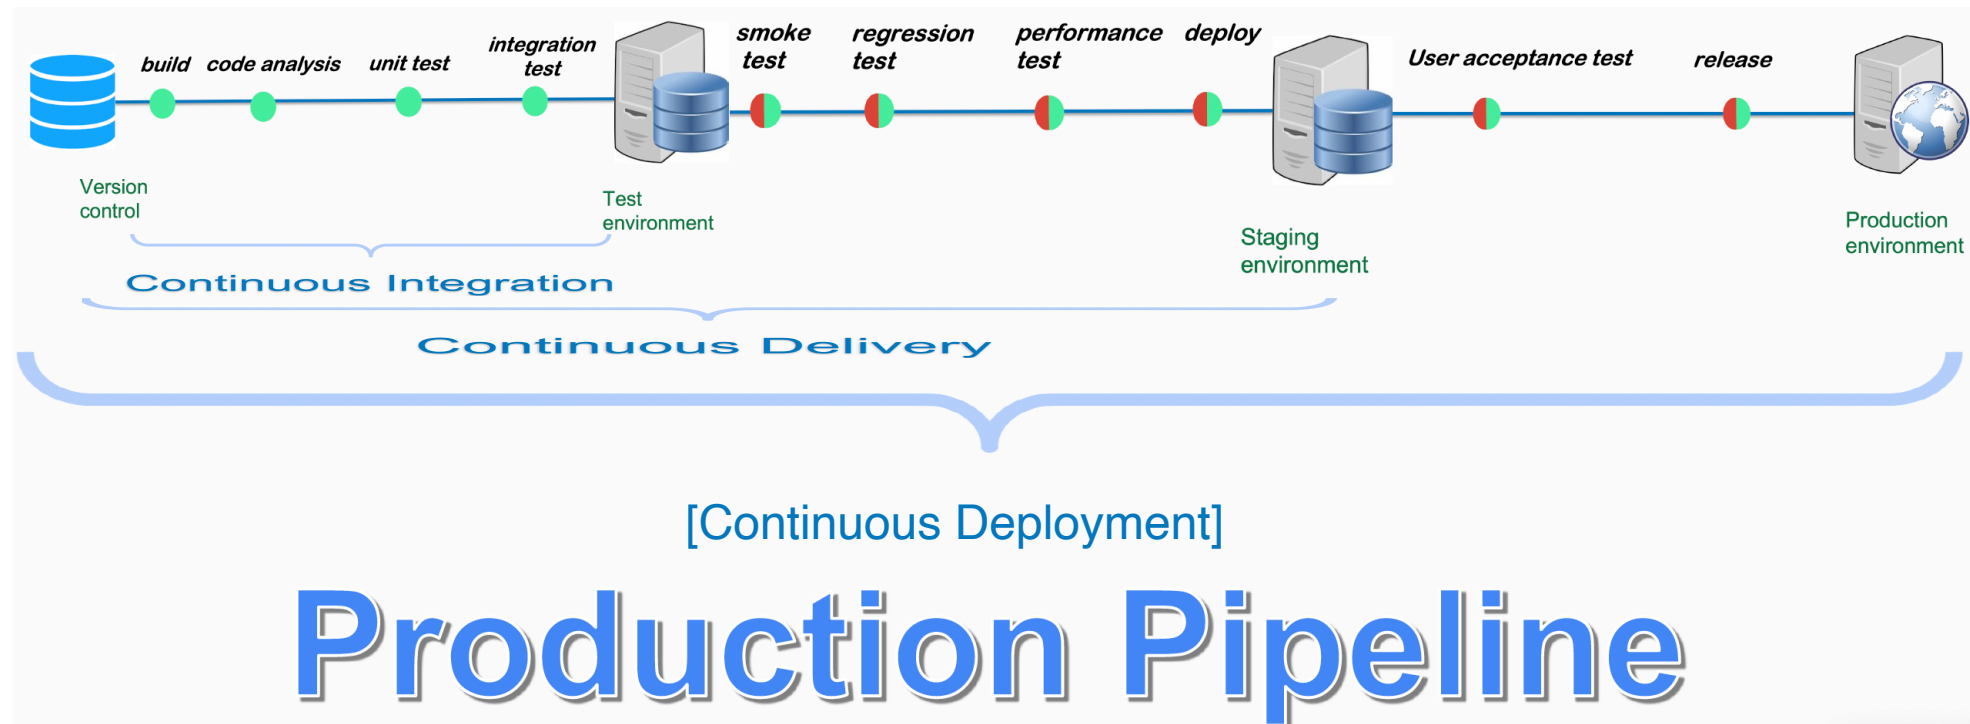 build
code analysis
unit test
integration
test
smoke
test
regression
test
performance
test
deploy
User acceptance test
release
Version
control
Test
environment
Staging
environment
Production
environment
Continuous Integration
Continuous Delivery
[Continuous Deployment]
Production Pipeline